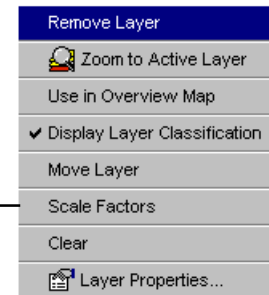 Remove Layer
Zoom to Active Layer
Use in Overview Map
Display Layer Classification
Move Layer
Scale Factors
Clear
Layer Properties...